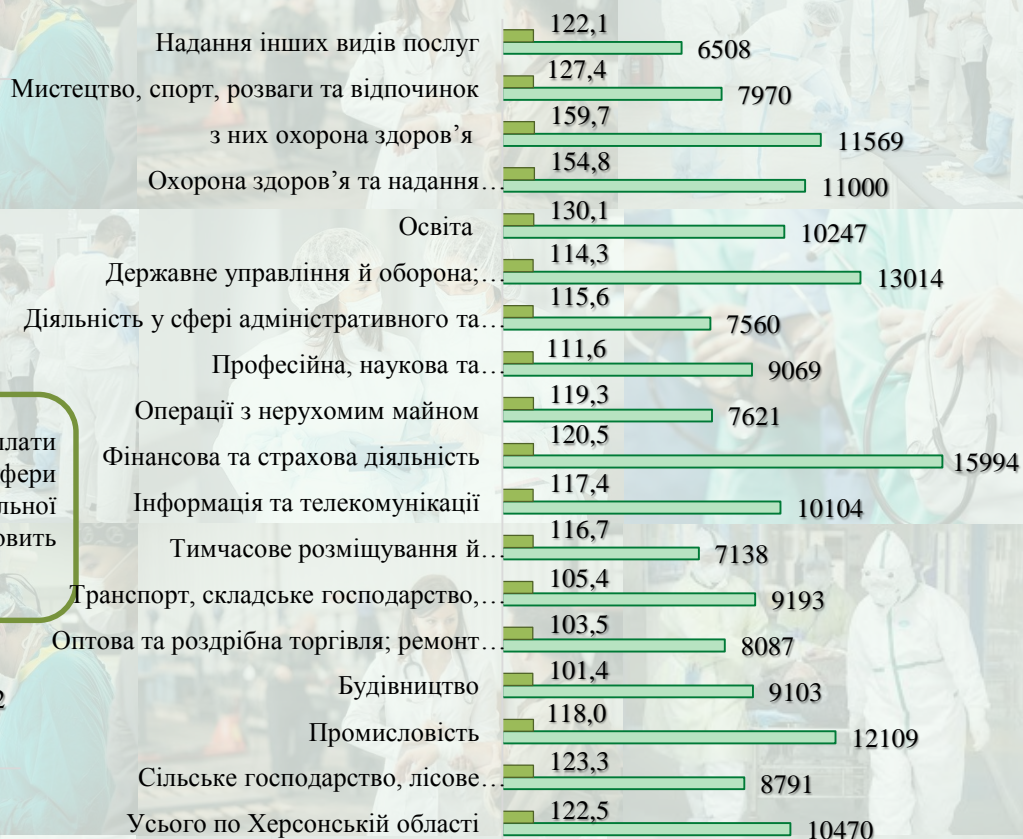 122,1
Надання інших видів послуг
6508
127,4
Мистецтво, спорт, розваги та відпочинок
7970
159,7
з них охорона здоров’я
11569
154,8
Охорона здоров’я та надання…
11000
130,1
Освіта
10247
114,3
Державне управління й оборона;…
13014
115,6
Діяльність у сфері адміністративного та…
7560
111,6
Професійна, наукова та…
9069
119,3
Операції з нерухомим майном
7621
120,5
Фінансова та страхова діяльність
15994
117,4
Інформація та телекомунікації
10104
116,7
Тимчасове розміщування й…
7138
105,4
Транспорт, складське господарство,…
9193
103,5
Оптова та роздрібна торгівля; ремонт…
8087
101,4
Будівництво
9103
118,0
Промисловість
12109
123,3
Сільське господарство, лісове…
8791
122,5
Усього по Херсонській області
10470